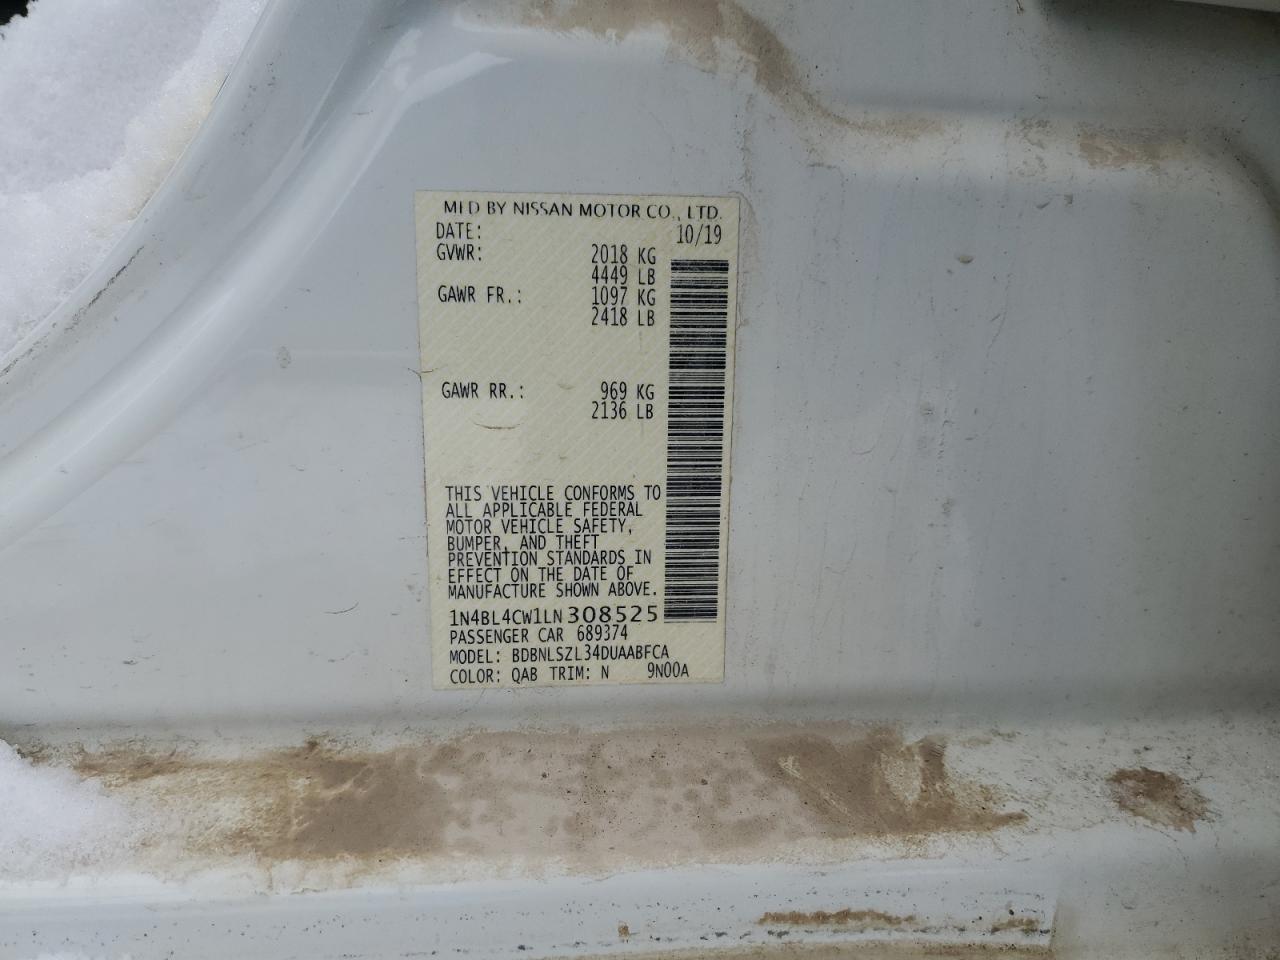 MFD BY NISSAN MOTOR CO., LTD.
DATE: 10/19
GVWR: 2018 KG
4449 LB
GAWR FR.: 1097 KG
2418 LB
GAWR RR.: 969 KG
2136 LB
THIS VEHICLE CONFORMS TO
ALL APPLICABLE FEDERAL
MOTOR VEHICLE SAFETY,
BUMPER, AND THEFT
PREVENTION STANDARDS IN
EFFECT ON THE DATE OF
MANUFACTURE SHOWN ABOVE.
1N4BL4CW1LN308525
PASSENGER CAR 689374
MODEL: BDBNLSZL34DUAABFCA
COLOR: QAB TRIM: N 9N00A